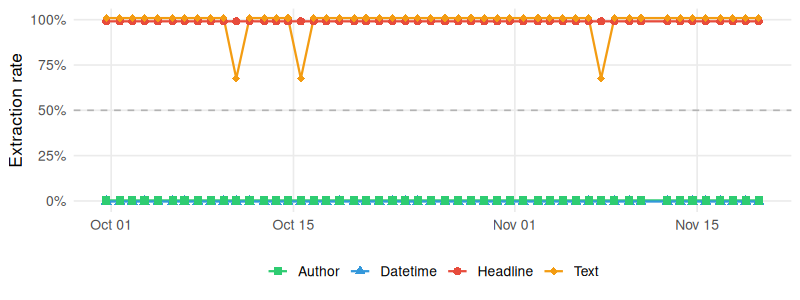 Extraction rate
100%
75%
50%
25%
0%
Oct 01 Oct 15 Nov 01 Nov 15
Author Datetime Headline Text